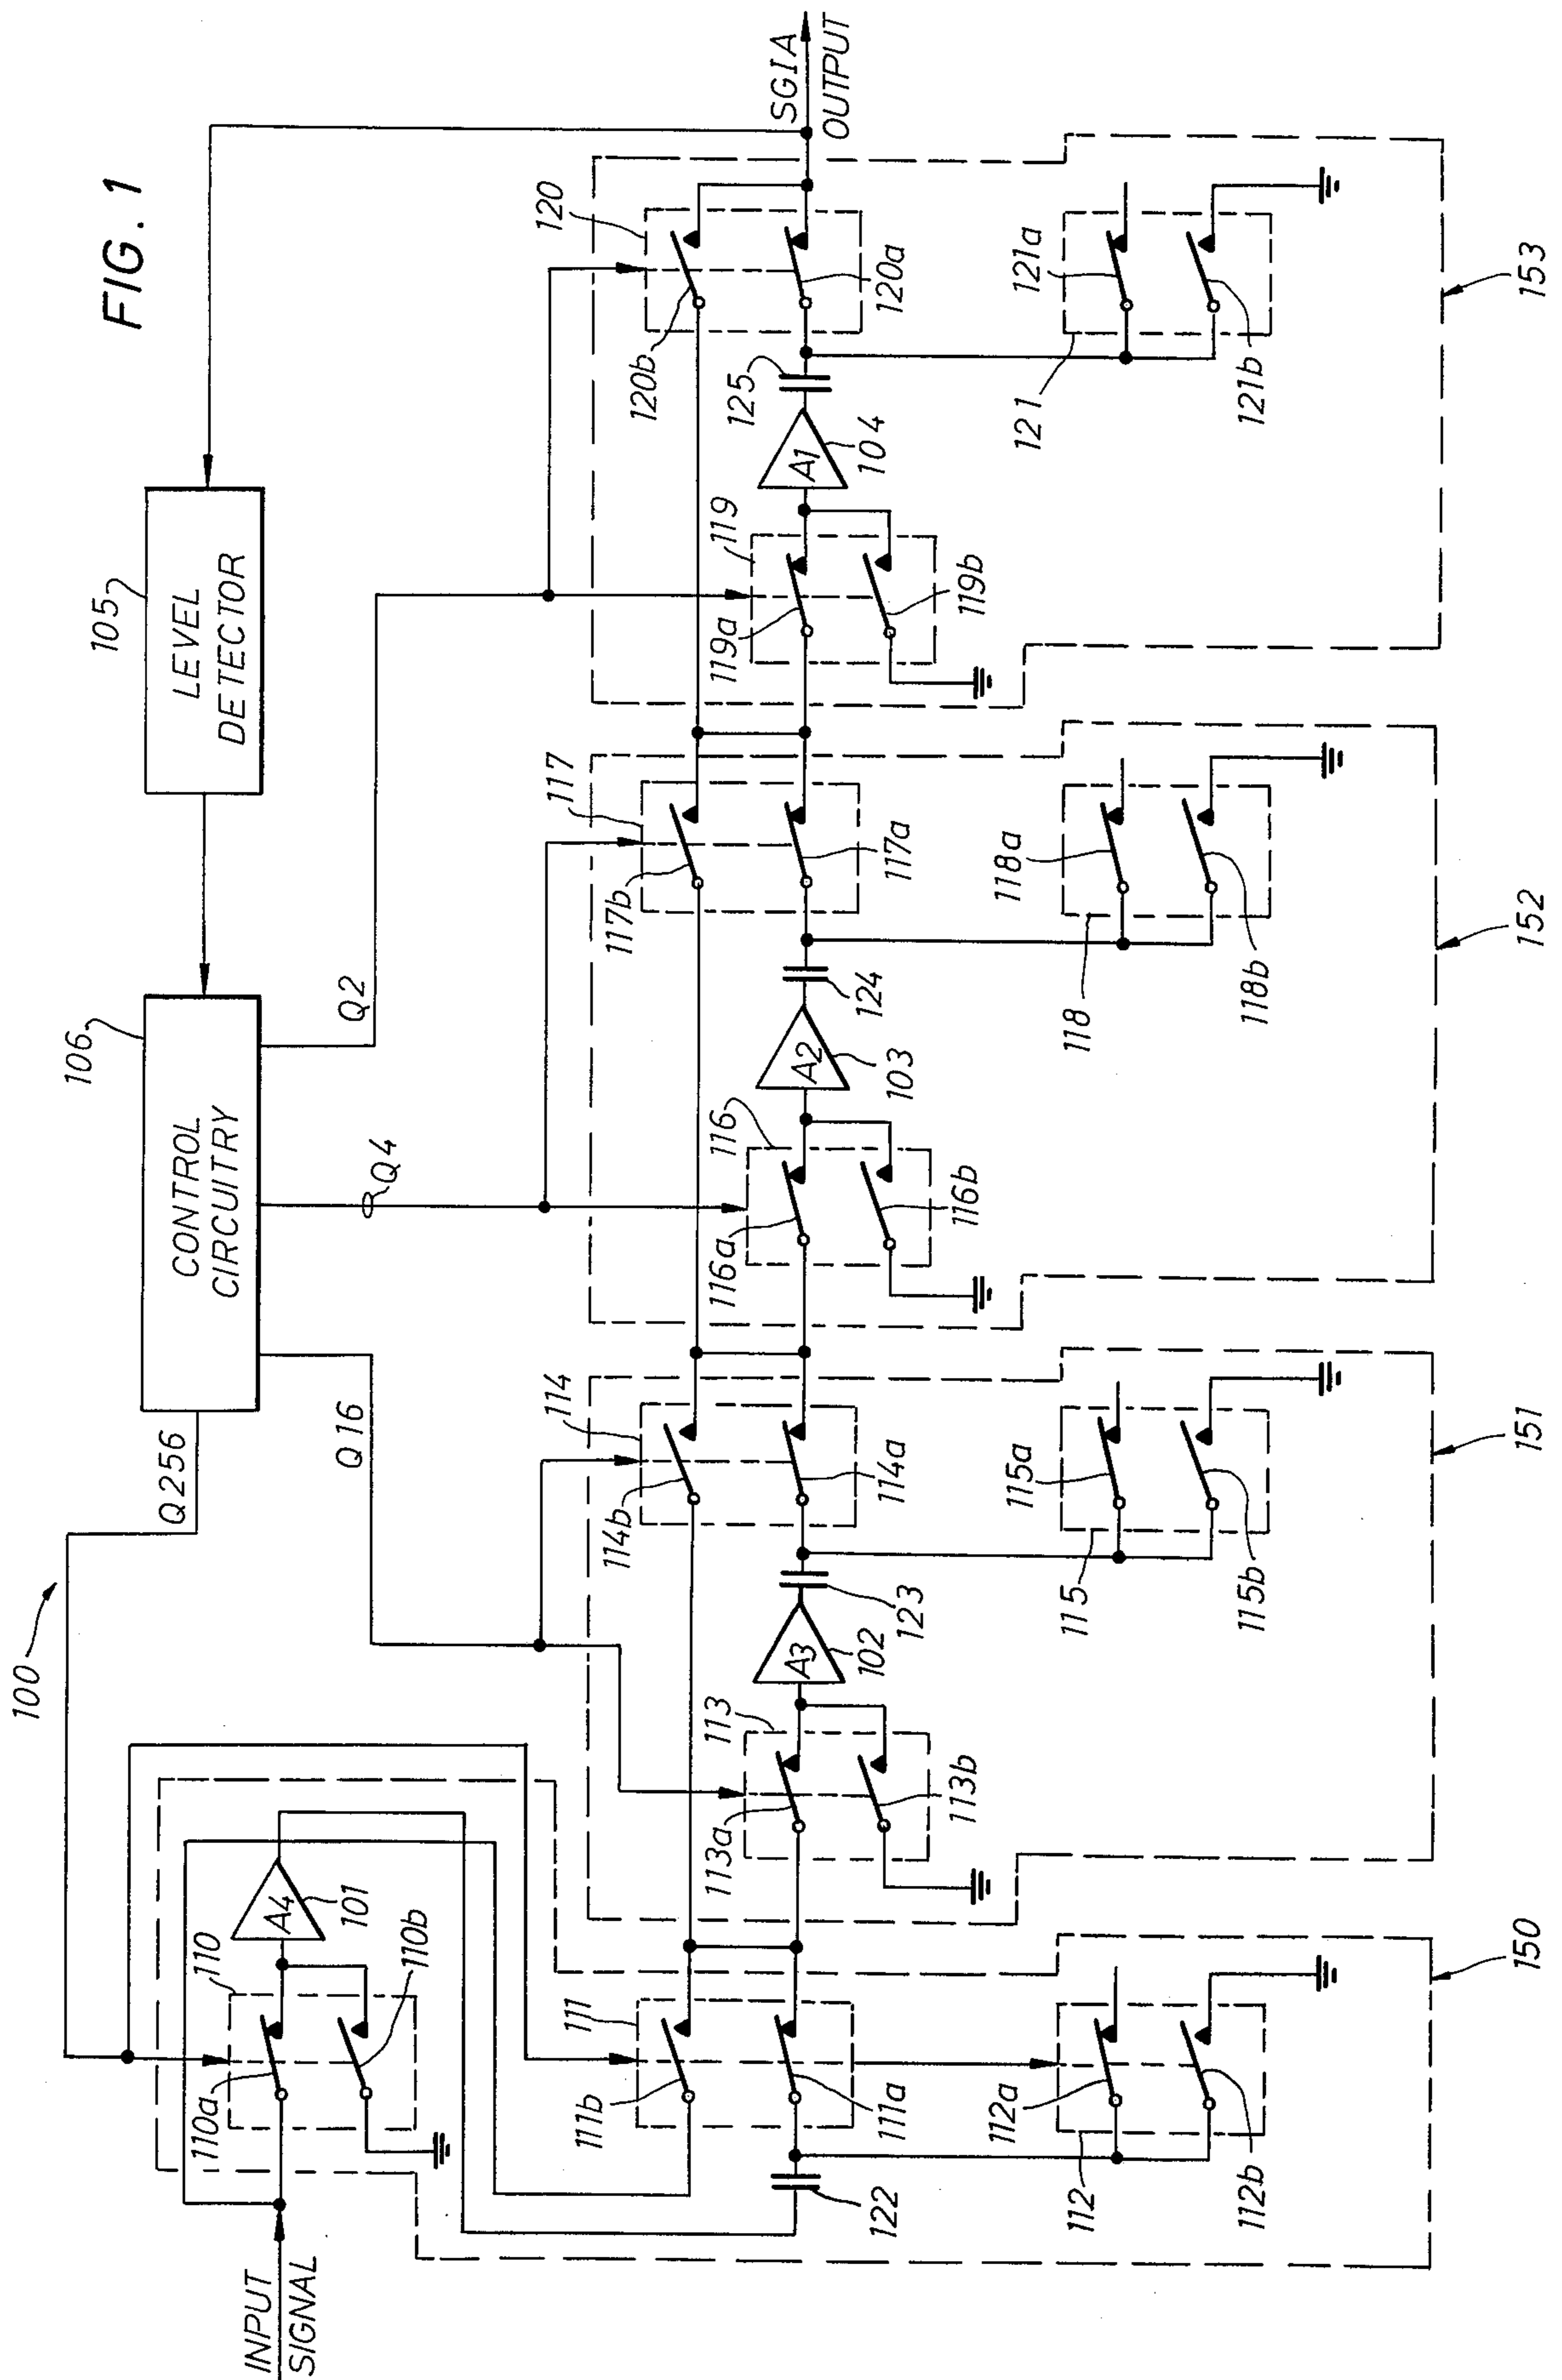 FIG. 1
100
105
LEVEL
DETECTOR
106
CONTROL
CIRCUITRY
Q256
Q16
Q4
Q2
SGIA
OUTPUT
INPUT
SIGNAL
110
110a
110b
A4
101
111
111b
111a
122
112
112a
112b
150
113
113a
113b
A3
102
123
114
114b
114a
115
115a
115b
151
116
116a
116b
A2
103
124
117
117b
117a
118
118a
118b
152
119
119a
119b
A1
104
125
120
120b
120a
121
121a
121b
153